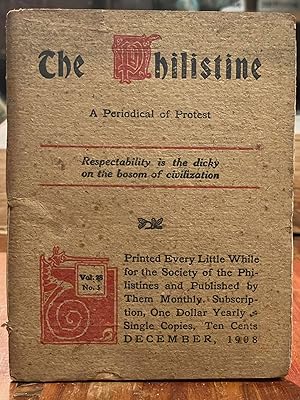 The Philistine
A Periodical of Protest
Respectability is the dicky
on the bosom of civilization
Vol. 28
No. 1
Printed Every Little While
for the Society of the Phi-
listines and Published by
Them Monthly. Subscrip-
tion, One Dollar Yearly
Single Copies, Ten Cents
DECEMBER, 1908